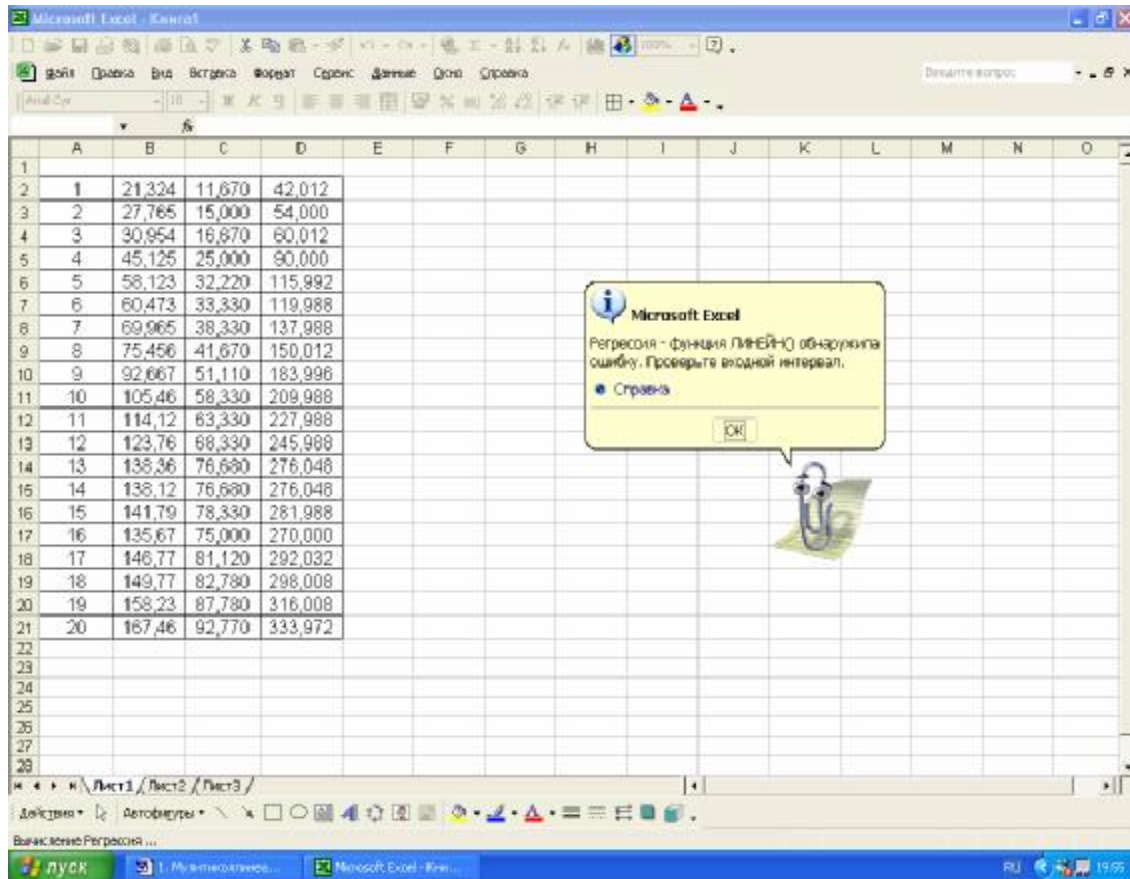 Microsoft Excel - Книга1
Файл Правка Вид Вставка Формат Сервис Данные Окно Справка
Arial Cyr 10
A B C D E F G H I J K L M N O
1
2 1 21,324 11,670 42,012
3 2 27,765 15,000 54,000
4 3 30,954 16,670 60,012
5 4 45,125 25,000 90,000
6 5 58,123 32,220 115,992
7 6 60,473 33,330 119,988
8 7 69,965 38,330 137,988
9 8 75,456 41,670 150,012
10 9 92,667 51,110 183,996
11 10 105,46 58,330 209,988
12 11 114,12 63,330 227,988
13 12 123,76 68,330 245,988
14 13 138,36 76,680 276,048
15 14 138,12 76,680 276,048
16 15 141,79 78,330 281,988
17 16 135,67 75,000 270,000
18 17 146,77 81,120 292,032
19 18 149,77 82,780 298,008
20 19 158,23 87,780 316,008
21 20 167,46 92,770 333,972
22
23
24
25
26
27
28
Microsoft Excel
Регрессия - функция ЛИНЕЙН() обнаружила
ошибку. Проверьте входной интервал.
Справка
OK
Лист1 Лист2 Лист3
Действия Автофигуры
Вычисление Регрессия ...
пуск Microsoft Excel - Кни... RU